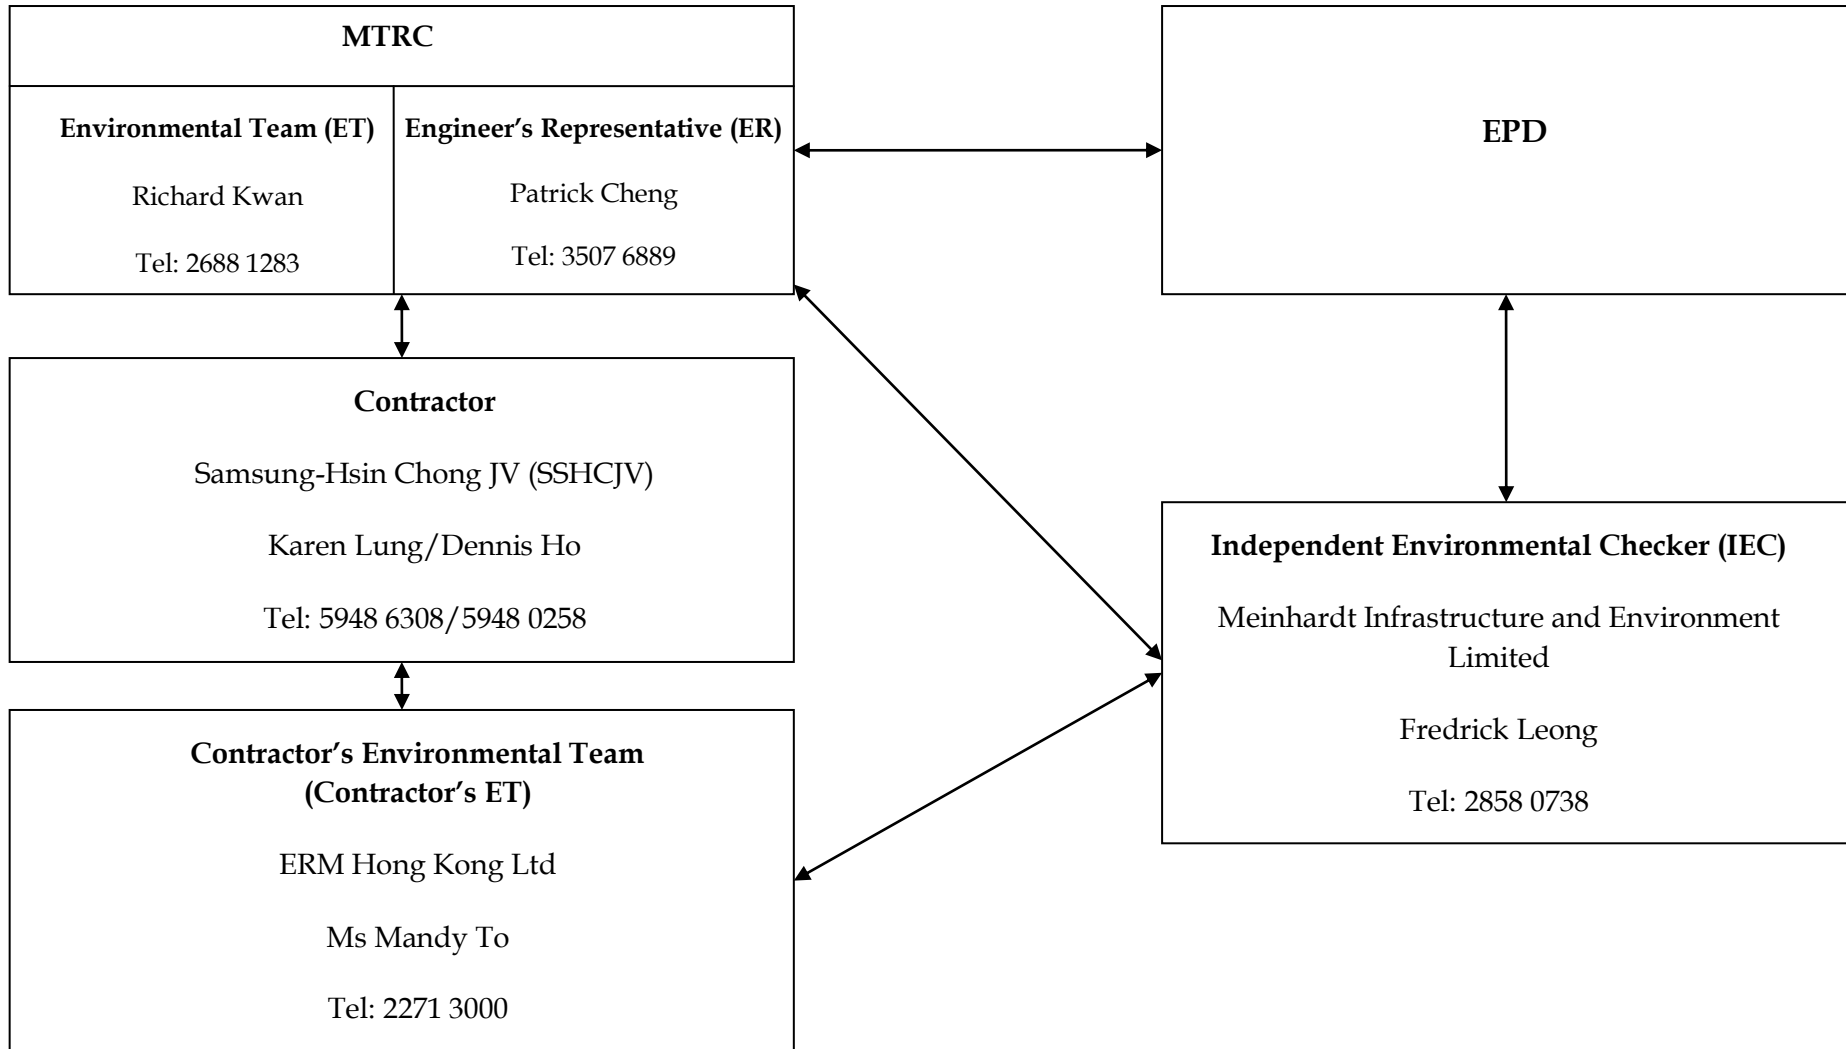 MTRC
Environmental Team (ET)
Richard Kwan
Tel: 2688 1283
Engineer’s Representative (ER)
Patrick Cheng
Tel: 3507 6889
EPD
Contractor
Samsung-Hsin Chong JV (SSHCJV)
Karen Lung/Dennis Ho
Tel: 5948 6308/5948 0258
Independent Environmental Checker (IEC)
Meinhardt Infrastructure and Environment
Limited
Fredrick Leong
Tel: 2858 0738
Contractor’s Environmental Team
(Contractor’s ET)
ERM Hong Kong Ltd
Ms Mandy To
Tel: 2271 3000